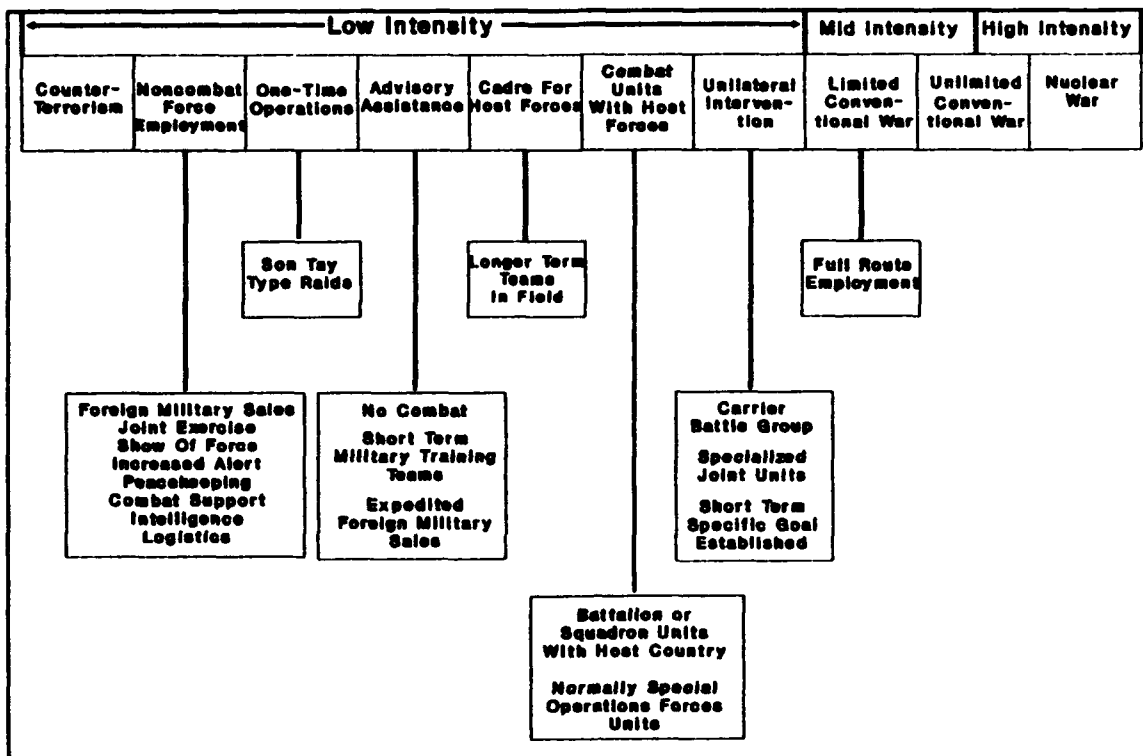 Low Intensity
Mid Intensity
High Intensity
Counter-
Terrorism
Noncombat
Force
Employment
One-Time
Operations
Advisory
Assistance
Cadre For
Host Forces
Combat
Units
With Host
Forces
Unilateral
Interven-
tion
Limited
Conven-
tional War
Unlimited
Conven-
tional War
Nuclear
War
Son Tay
Type Raids
Longer Term
Teams
In Field
Full Route
Employment
Foreign Military Sales
Joint Exercise
Show Of Force
Increased Alert
Peacekeeping
Combat Support
Intelligence
Logistics
No Combat
Short Term
Military Training
Teams
Expedited
Foreign Military
Sales
Carrier
Battle Group
Specialized
Joint Units
Short Term
Specific Goal
Established
Battalion or
Squadron Units
With Host Country
Normally Special
Operations Forces
Units